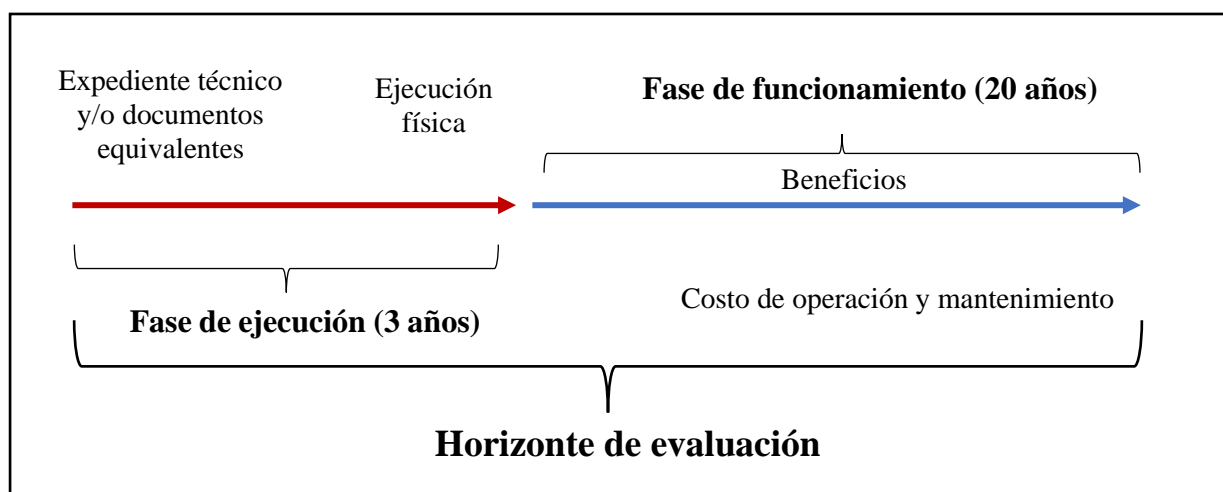 Expediente técnico
y/o documentos
equivalentes
Ejecución
física
Fase de funcionamiento (20 años)
Beneficios
Costo de operación y mantenimiento
Fase de ejecución (3 años)
Horizonte de evaluación